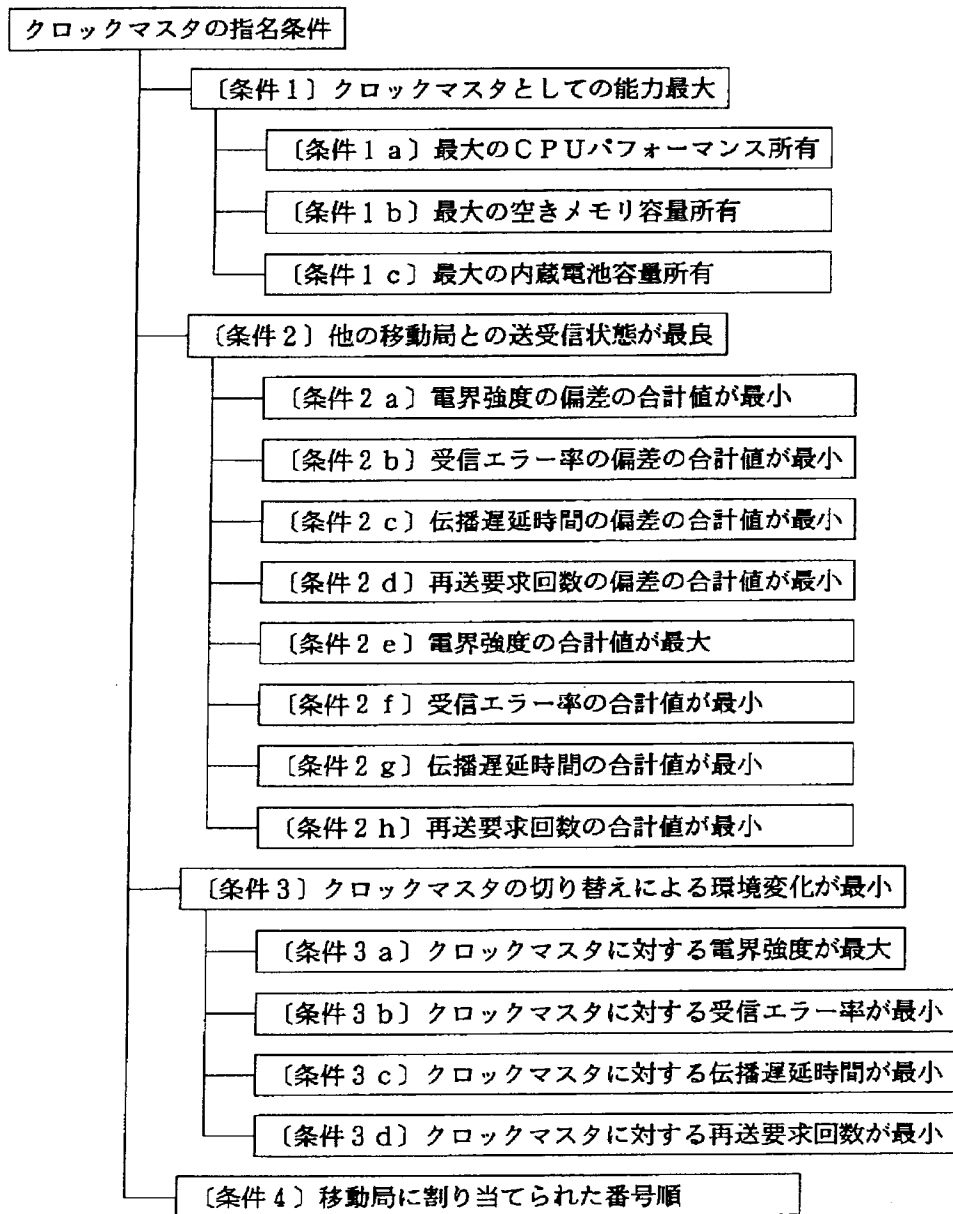 クロックマスタの指名条件
〔条件１〕クロックマスタとしての能力最大
〔条件１ａ〕最大のＣＰＵパフォーマンス所有
〔条件１ｂ〕最大の空きメモリ容量所有
〔条件１ｃ〕最大の内蔵電池容量所有
〔条件２〕他の移動局との送受信状態が最良
〔条件２ａ〕電界強度の偏差の合計値が最小
〔条件２ｂ〕受信エラー率の偏差の合計値が最小
〔条件２ｃ〕伝播遅延時間の偏差の合計値が最小
〔条件２ｄ〕再送要求回数の偏差の合計値が最小
〔条件２ｅ〕電界強度の合計値が最大
〔条件２ｆ〕受信エラー率の合計値が最小
〔条件２ｇ〕伝播遅延時間の合計値が最小
〔条件２ｈ〕再送要求回数の合計値が最小
〔条件３〕クロックマスタの切り替えによる環境変化が最小
〔条件３ａ〕クロックマスタに対する電界強度が最大
〔条件３ｂ〕クロックマスタに対する受信エラー率が最小
〔条件３ｃ〕クロックマスタに対する伝播遅延時間が最小
〔条件３ｄ〕クロックマスタに対する再送要求回数が最小
〔条件４〕移動局に割り当てられた番号順